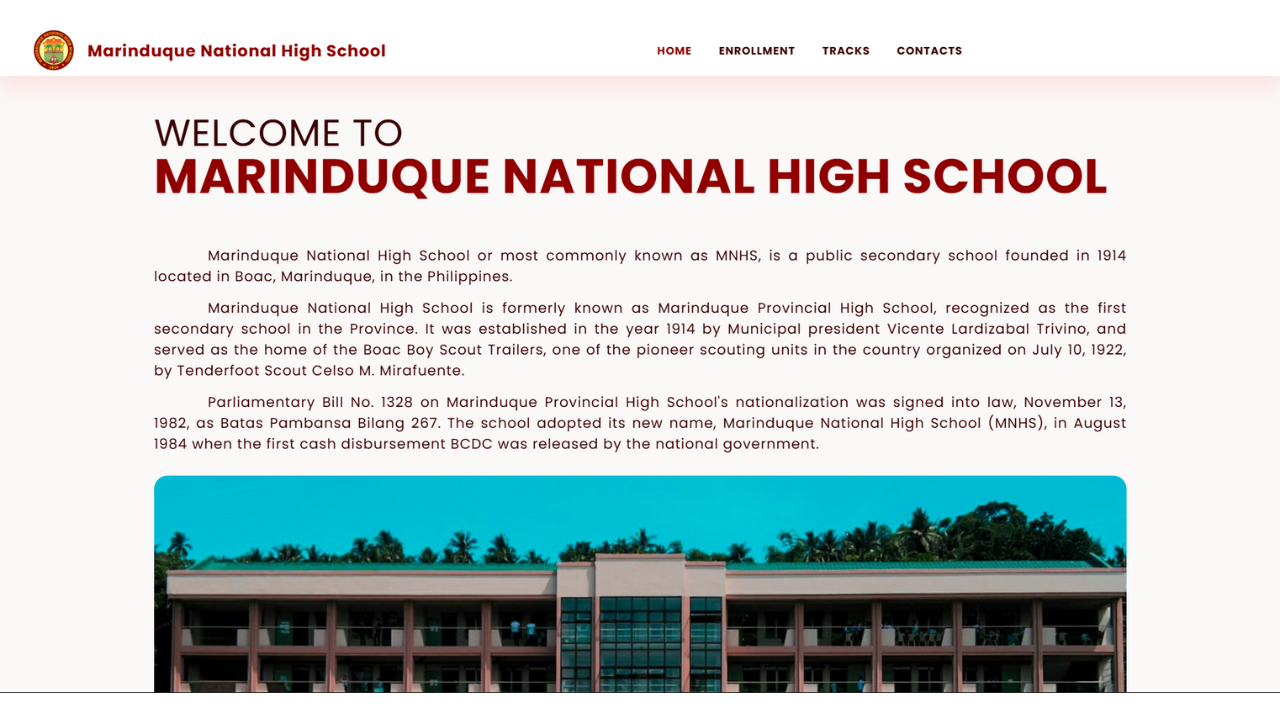 Marinduque National High School
HOME ENROLLMENT TRACKS CONTACTS
WELCOME TO
MARINDUQUE NATIONAL HIGH SCHOOL
Marinduque National High School or most commonly known as MNHS, is a public secondary school founded in 1914
located in Boac, Marinduque, in the Philippines.
Marinduque National High School is formerly known as Marinduque Provincial High School, recognized as the first
secondary school in the Province. It was established in the year 1914 by Municipal president Vicente Lardizabal Trivino, and
served as the home of the Boac Boy Scout Trailers, one of the pioneer scouting units in the country organized on July 10, 1922,
by Tenderfoot Scout Celso M. Mirafuente.
Parliamentary Bill No. 1328 on Marinduque Provincial High School's nationalization was signed into law, November 13,
1982, as Batas Pambansa Bilang 267. The school adopted its new name, Marinduque National High School (MNHS), in August
1984 when the first cash disbursement BCDC was released by the national government.